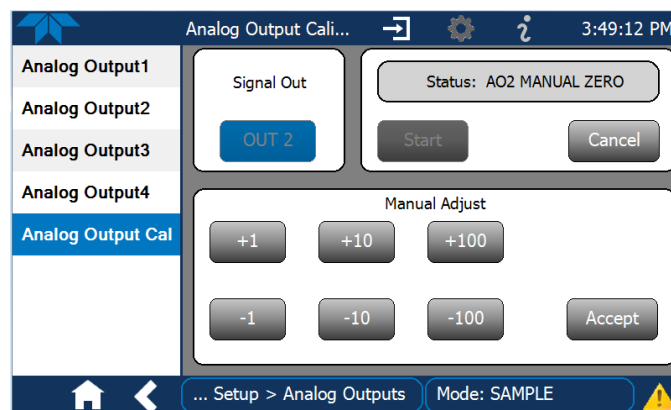 Analog Output Cali... 3:49:12 PM
Analog Output1
Analog Output2
Analog Output3
Analog Output4
Analog Output Cal
Signal Out
OUT 2
Status: AO2 MANUAL ZERO
Start
Cancel
Manual Adjust
+1 +10 +100
-1 -10 -100 Accept
... Setup > Analog Outputs Mode: SAMPLE